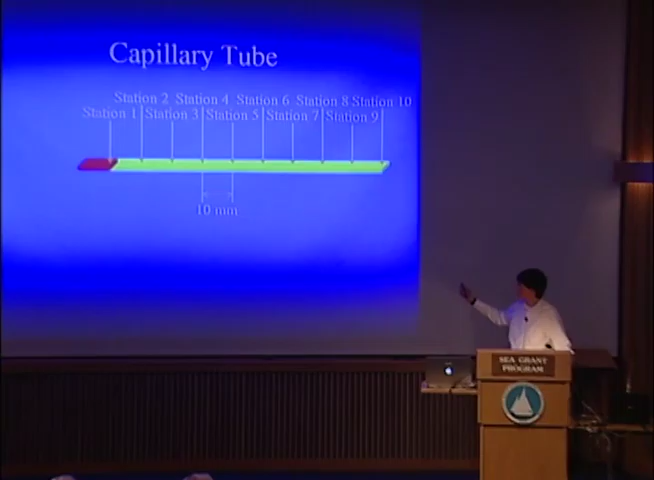 Capillary Tube
Station 2 Station 4 Station 6 Station 8 Station 10
Station 1 Station 3 Station 5 Station 7 Station 9
10 mm
SEA GRANT
PROGRAM